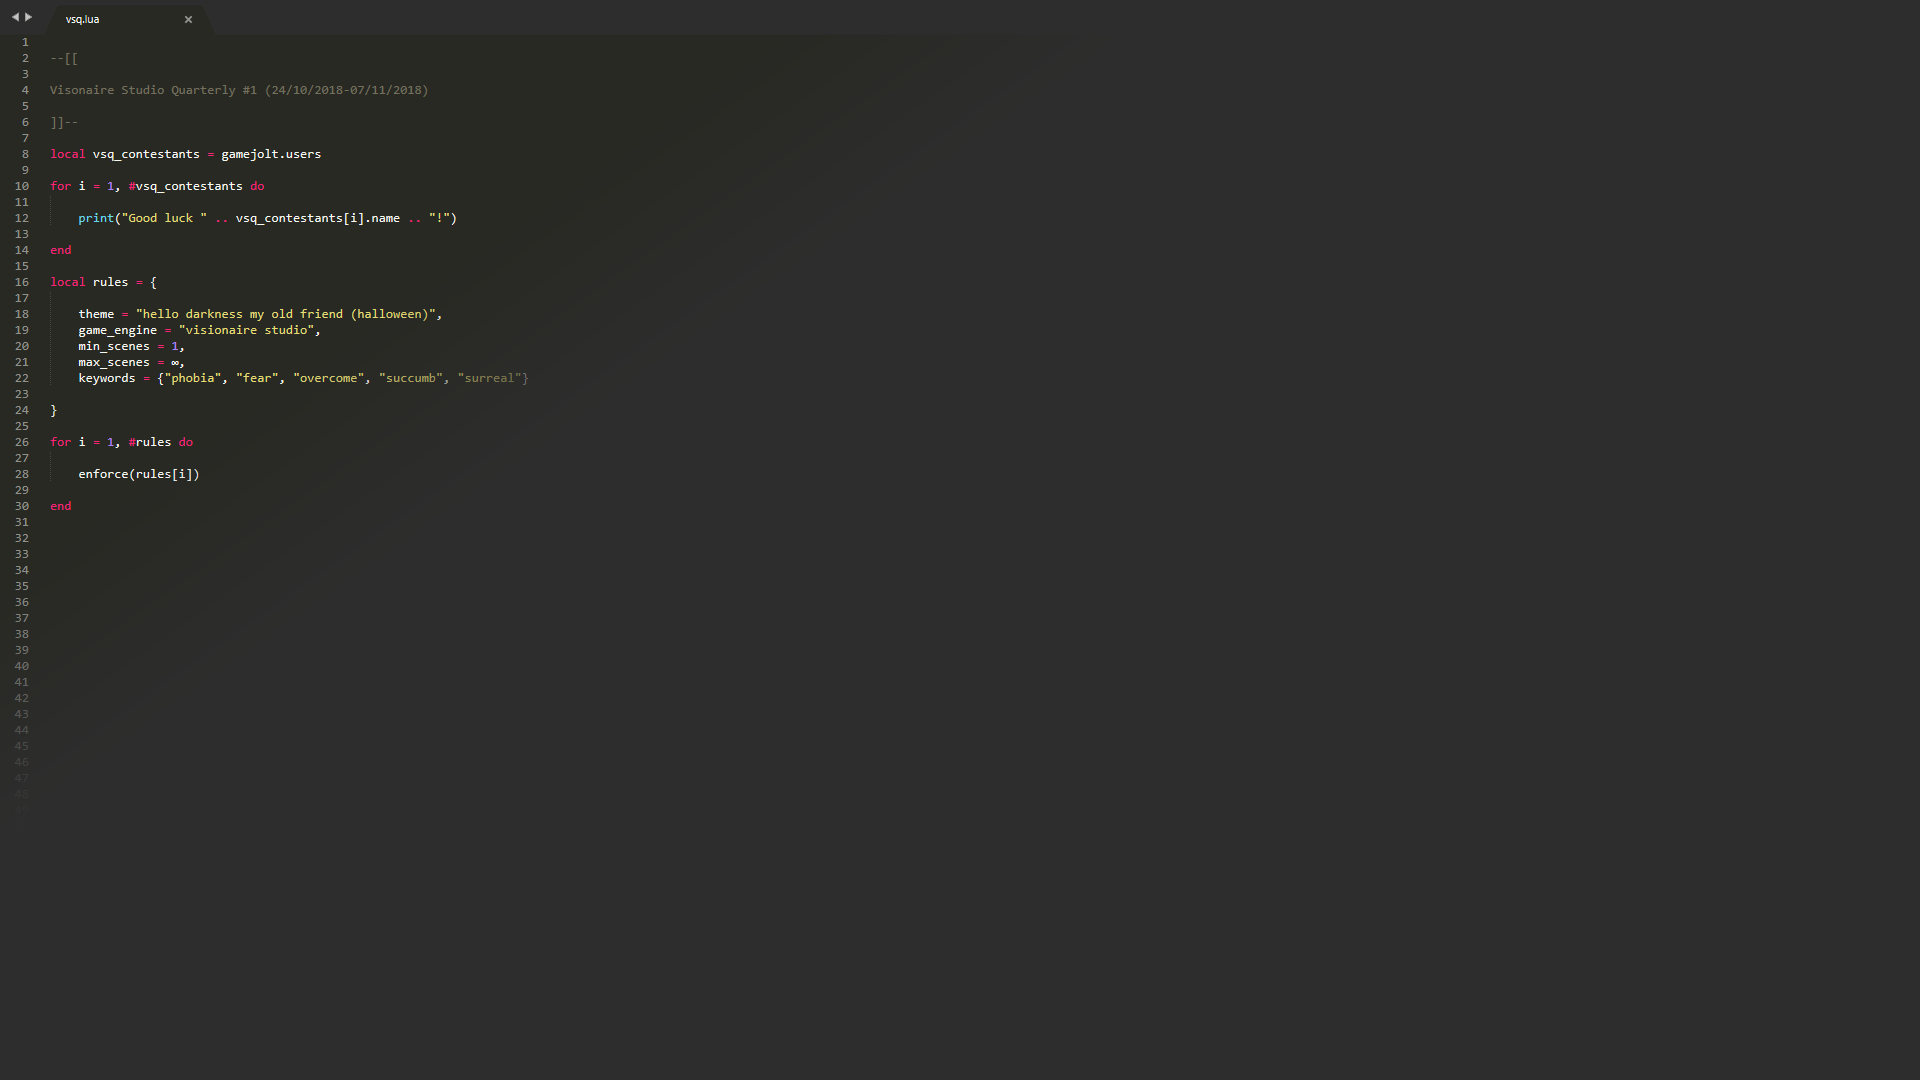 vsq.lua
1
2 --[[
3
4 Visonaire Studio Quarterly #1 (24/10/2018-07/11/2018)
5
6 ]]--
7
8 local vsq_contestants = gamejolt.users
9
10 for i = 1, #vsq_contestants do
11
12 print("Good luck " .. vsq_contestants[i].name .. "!")
13
14 end
15
16 local rules = {
17
18 theme = "hello darkness my old friend (halloween)",
19 game_engine = "visionaire studio",
20 min_scenes = 1,
21 max_scenes = ∞,
22 keywords = {"phobia", "fear", "overcome", "succumb", "surreal"}
23
24 }
25
26 for i = 1, #rules do
27
28 enforce(rules[i])
29
30 end
31
32
33
34
35
36
37
38
39
40
41
42
43
44
45
46
47
48